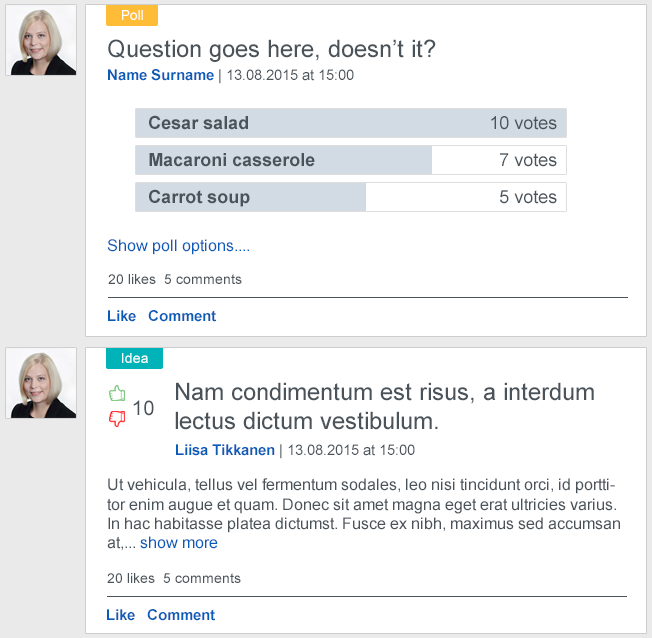 Poll
Question goes here, doesn’t it?
Name Surname | 13.08.2015 at 15:00
Cesar salad 10 votes
Macaroni casserole 7 votes
Carrot soup 5 votes
Show poll options....
20 likes 5 comments
Like Comment
Idea
10
Nam condimentum est risus, a interdum
lectus dictum vestibulum.
Liisa Tikkanen | 13.08.2015 at 15:00
Ut vehicula, tellus vel fermentum sodales, leo nisi tincidunt orci, id portti-
tor enim augue et quam. Donec sit amet magna eget erat ultricies varius.
In hac habitasse platea dictumst. Fusce ex nibh, maximus sed accumsan
at,... show more
20 likes 5 comments
Like Comment